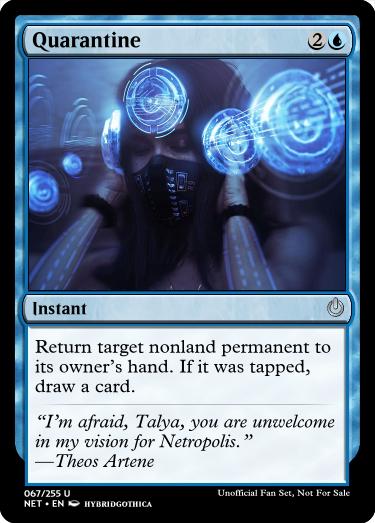 Quarantine 2
Instant
Return target nonland permanent to
its owner's hand. If it was tapped,
draw a card.
“I'm afraid, Talya, you are unwelcome
in my vision for Netropolis.”
—Theos Artene
067/255 U
NET • EN HYBRIDGOTHICA
Unofficial Fan Set, Not For Sale